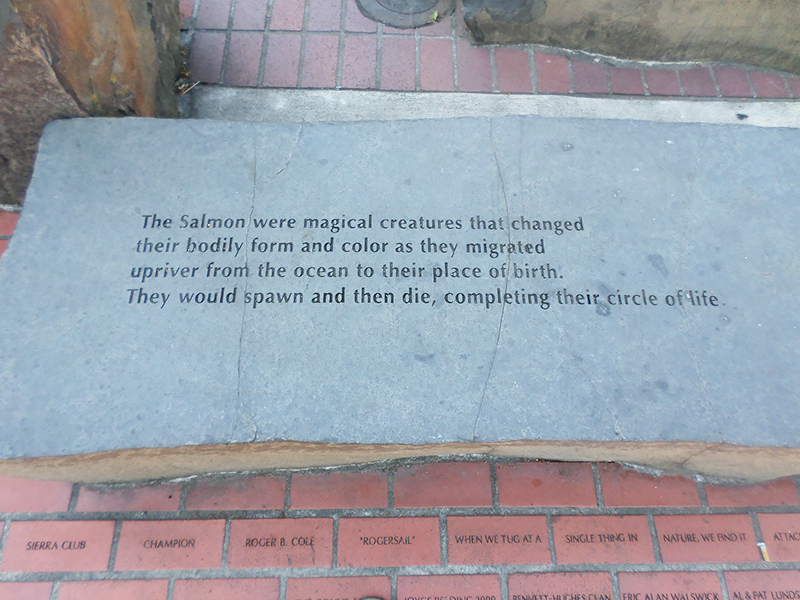 The Salmon were magical creatures that changed
their bodily form and color as they migrated
upriver from the ocean to their place of birth.
They would spawn and then die, completing their circle of life.
SIERRA CLUB
CHAMPION
ROGER B. COLE
"ROGERSAIL"
WHEN WE TUG AT A
SINGLE THING IN
NATURE, WE FIND IT
BENNETT-HUGHES CLAN
ERIC ALAN WALSWICK